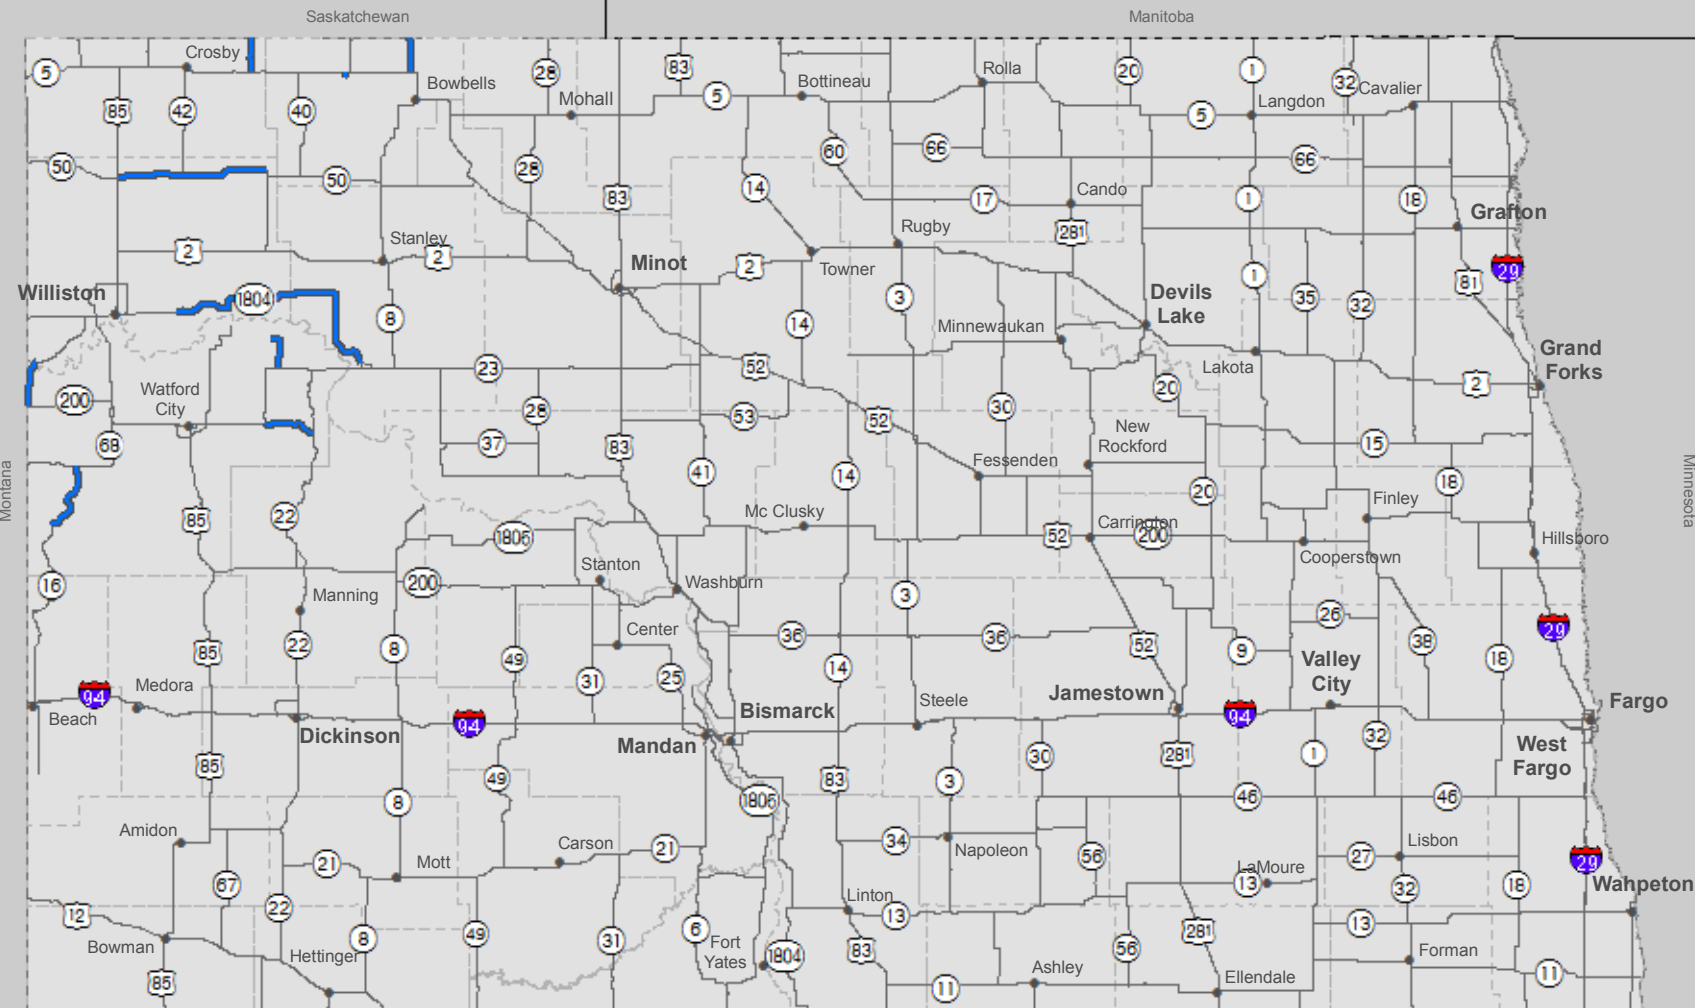 Saskatchewan
Manitoba
Crosby
Bowbells
Mohall
Bottineau
Rolla
Langdon
Cavalier
5
85
42
40
28
83
5
20
1
32
5
50
50
28
83
14
60
66
66
17
Cando
281
1
18
Grafton
Rugby
Stanley
2
2
Minot
2
Towner
3
1
29
81
Williston
1804
8
14
Devils
Lake
35
32
Minnewaukan
Lakota
Grand
Forks
2
23
52
20
200
Watford
City
28
53
52
30
New
Rockford
15
68
37
83
41
14
Fessenden
20
18
Montana
Minnesota
85
22
1806
Mc Clusky
52
Carrington
200
Finley
Cooperstown
Hillsboro
16
200
Stanton
Washburn
3
Manning
26
29
85
22
8
49
Center
31
25
36
36
14
52
9
38
18
Valley
City
94
Medora
Beach
Dickinson
94
Bismarck
Mandan
Steele
Jamestown
94
Fargo
West
Fargo
85
8
49
1806
83
3
30
281
1
32
46
46
Amidon
21
Mott
Carson
21
34
Napoleon
56
27
Lisbon
29
67
22
LaMoure
13
32
18
Wahpeton
12
Bowman
8
49
31
6
Fort
Yates
1804
Linton
13
83
56
281
13
Forman
85
Hettinger
11
Ashley
Ellendale
11